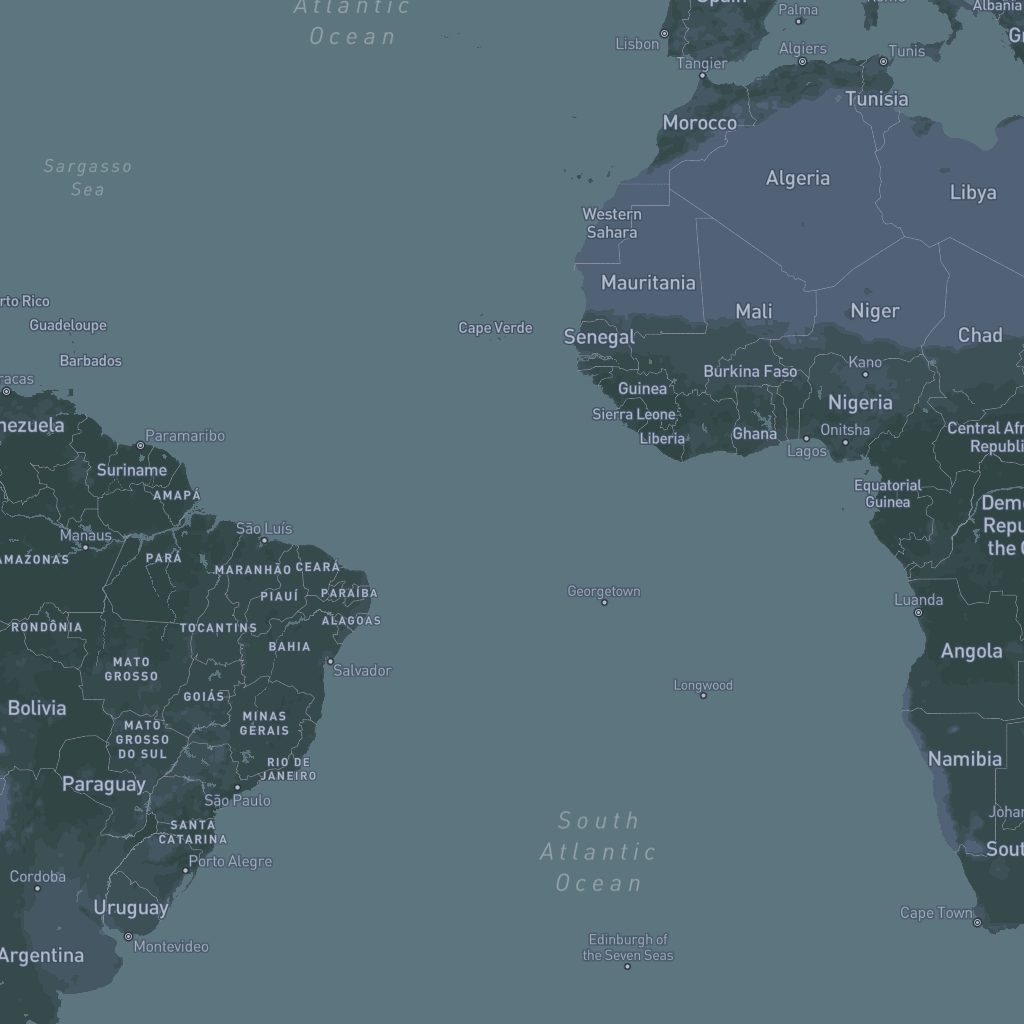 Atlantic
Ocean
Spain
Palma
Rome
Albania
Lisbon
Algiers
Tunis
Tangier
Tunisia
Morocco
Sargasso
Sea
Algeria
Libya
Western
Sahara
Mauritania
rto Rico
Mali
Niger
Guadeloupe
Cape Verde
Senegal
Chad
Barbados
Kano
racas
Burkina Faso
Guinea
Nigeria
Sierra Leone
nezuela
Central Afr
Republi
Paramaribo
Liberia
Ghana
Onitsha
Lagos
Suriname
AMAPÁ
Equatorial
Guinea
Demo
Repu
the C
São Luís
Manaus
AMAZONAS
PARÁ
MARANHÃO
CEARÁ
PIAUÍ
PARAÍBA
Georgetown
Luanda
RONDÔNIA
TOCANTINS
ALAGOAS
BAHIA
Angola
MATO
GROSSO
Salvador
GOIÁS
Longwood
Bolivia
MINAS
GERAIS
MATO
GROSSO
DO SUL
Namibia
RIO DE
JANEIRO
Paraguay
São Paulo
Johan
South
Atlantic
Ocean
SANTA
CATARINA
Sout
Porto Alegre
Cordoba
Uruguay
Cape Town
Montevideo
Edinburgh of
the Seven Seas
Argentina